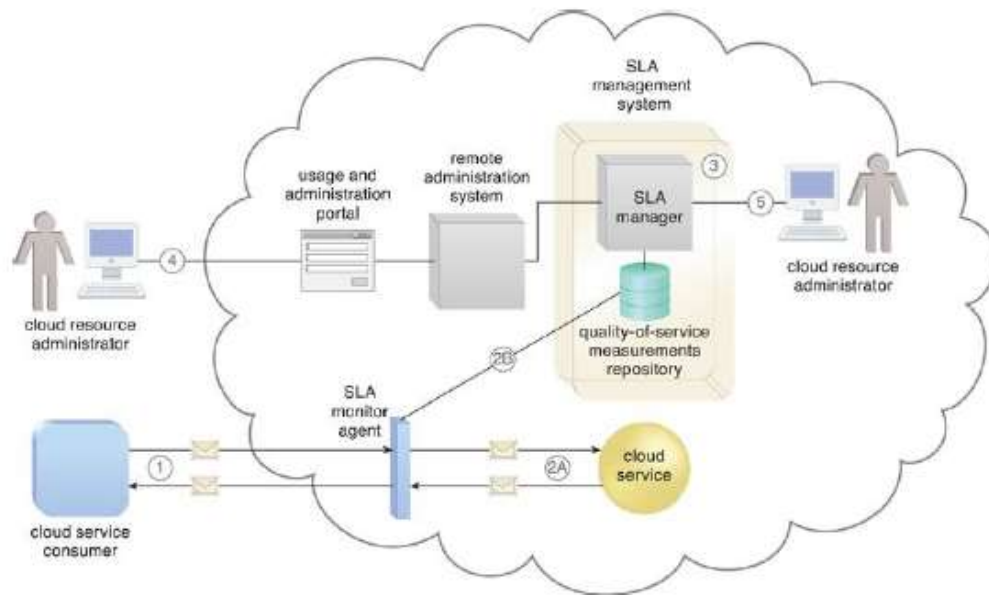 SLA
management
system
remote
administration
system
usage and
administration
portal
3
SLA
manager
5
4
cloud resource
administrator
cloud resource
administrator
quality-of-service
measurements
repository
2B
SLA
monitor
agent
1
2A
cloud
service
cloud service
consumer